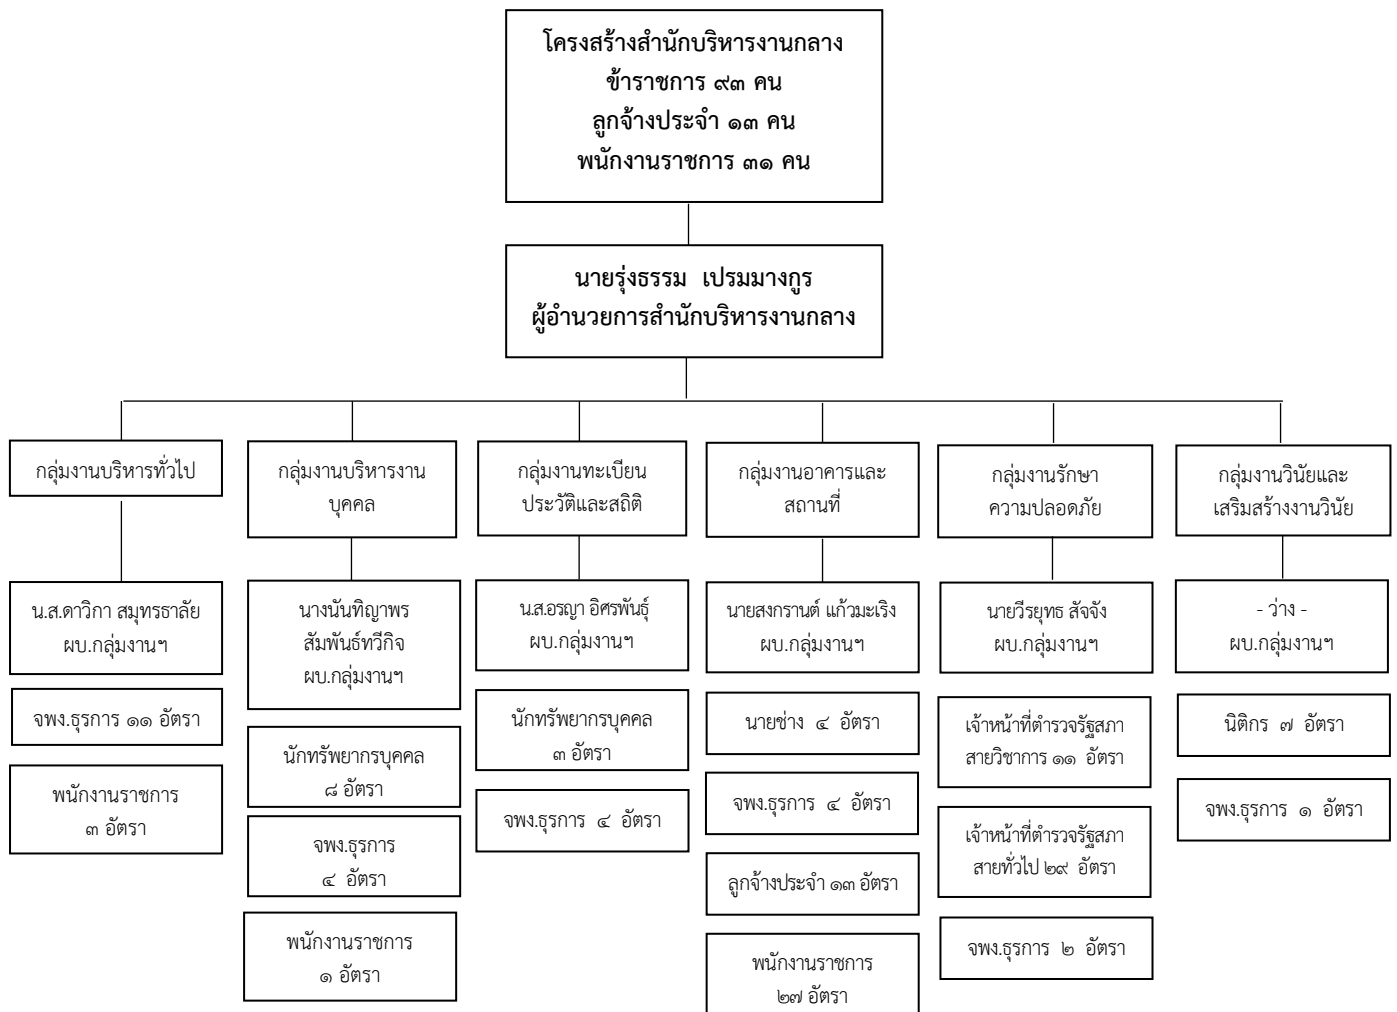 โครงสร้างสำนักบริหารงานกลาง
ข้าราชการ ๙๓ คน
ลูกจ้างประจำ ๑๓ คน
พนักงานราชการ ๓๑ คน
นายรุ่งธรรม เปรมมางกูร
ผู้อำนวยการสำนักบริหารงานกลาง
กลุ่มงานบริหารทั่วไป
น.ส.ดาวิกา สมุทรธาลัย
ผบ.กลุ่มงานฯ
จพง.ธุรการ ๑๑ อัตรา
พนักงานราชการ
๓ อัตรา
กลุ่มงานบริหารงาน
บุคคล
นางนันทิญาพร
สัมพันธ์ทวีกิจ
ผบ.กลุ่มงานฯ
นักทรัพยากรบุคคล
๘ อัตรา
จพง.ธุรการ
๔ อัตรา
พนักงานราชการ
๑ อัตรา
กลุ่มงานทะเบียน
ประวัติและสถิติ
น.ส.อรญา อิศรพันธุ์
ผบ.กลุ่มงานฯ
นักทรัพยากรบุคคล
๓ อัตรา
จพง.ธุรการ ๔ อัตรา
กลุ่มงานอาคารและ
สถานที่
นายสงกรานต์ แก้วมะเริง
ผบ.กลุ่มงานฯ
นายช่าง ๔ อัตรา
จพง.ธุรการ ๔ อัตรา
ลูกจ้างประจำ ๑๓ อัตรา
พนักงานราชการ
๒๗ อัตรา
กลุ่มงานรักษา
ความปลอดภัย
นายวีรยุทธ สัจจัง
ผบ.กลุ่มงานฯ
เจ้าหน้าที่ตำรวจรัฐสภา
สายวิชาการ ๑๑ อัตรา
เจ้าหน้าที่ตำรวจรัฐสภา
สายทั่วไป ๒๙ อัตรา
จพง.ธุรการ ๒ อัตรา
กลุ่มงานวินัยและ
เสริมสร้างงานวินัย
- ว่าง -
ผบ.กลุ่มงานฯ
นิติกร ๗ อัตรา
จพง.ธุรการ ๑ อัตรา